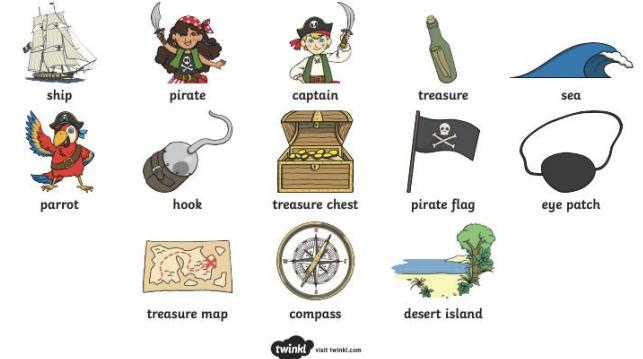 ship pirate captain treasure sea
parrot hook treasure chest pirate flag eye patch
treasure map compass desert island
twinkl visit twinkl.com